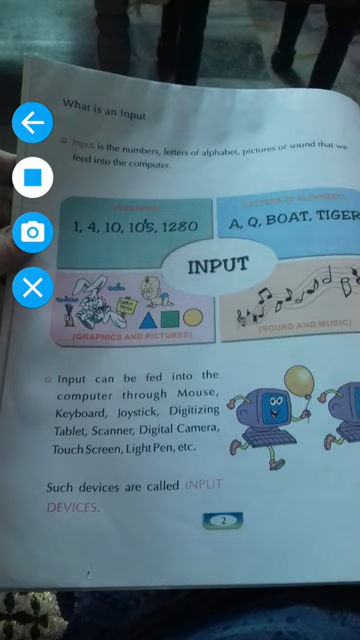 What is an Input
Input is the numbers, letters of alphabet, pictures or sound that we
feed into the computer.
1, 4, 10, 105, 1280
A, Q, BOAT, TIGER
INPUT
(GRAPHICS AND PICTURES)
(SOUND AND MUSIC)
Input can be fed into the
computer through Mouse,
Keyboard, Joystick, Digitizing
Tablet, Scanner, Digital Camera,
Touch Screen, Light Pen, etc.
Such devices are called INPUT
DEVICES.
2